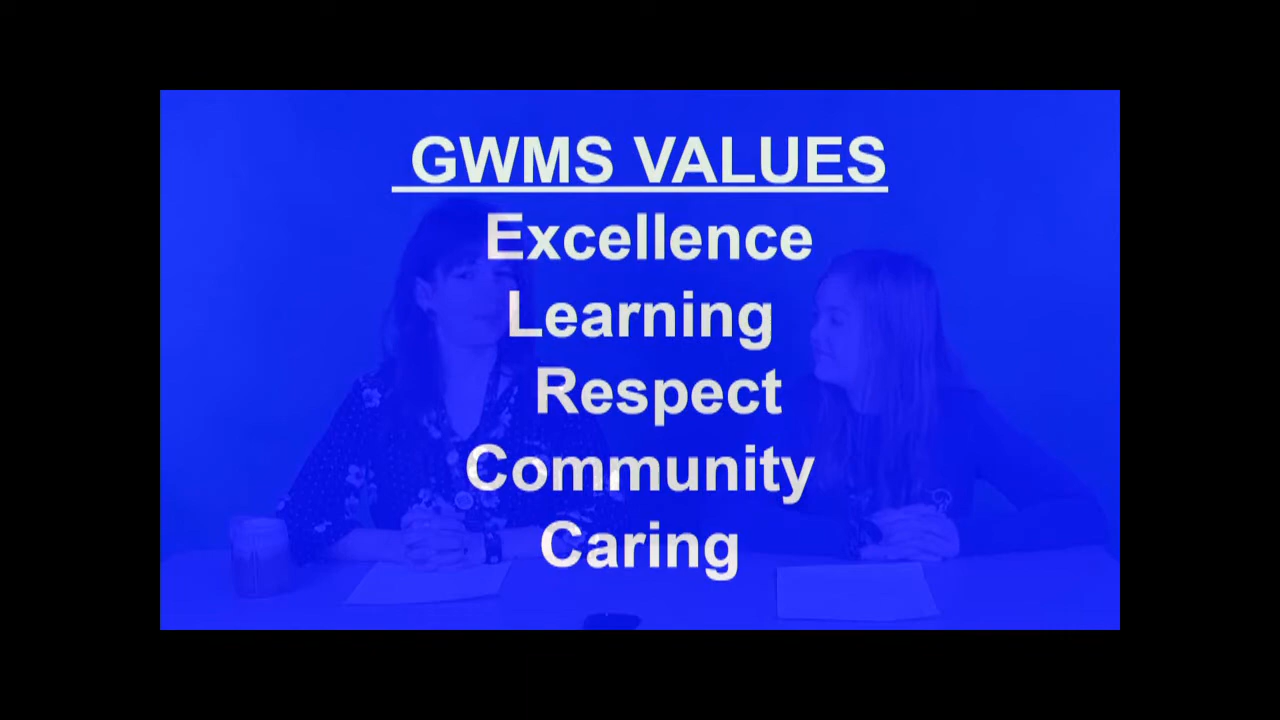 GWMS VALUES
Excellence
Learning
Respect
Community
Caring